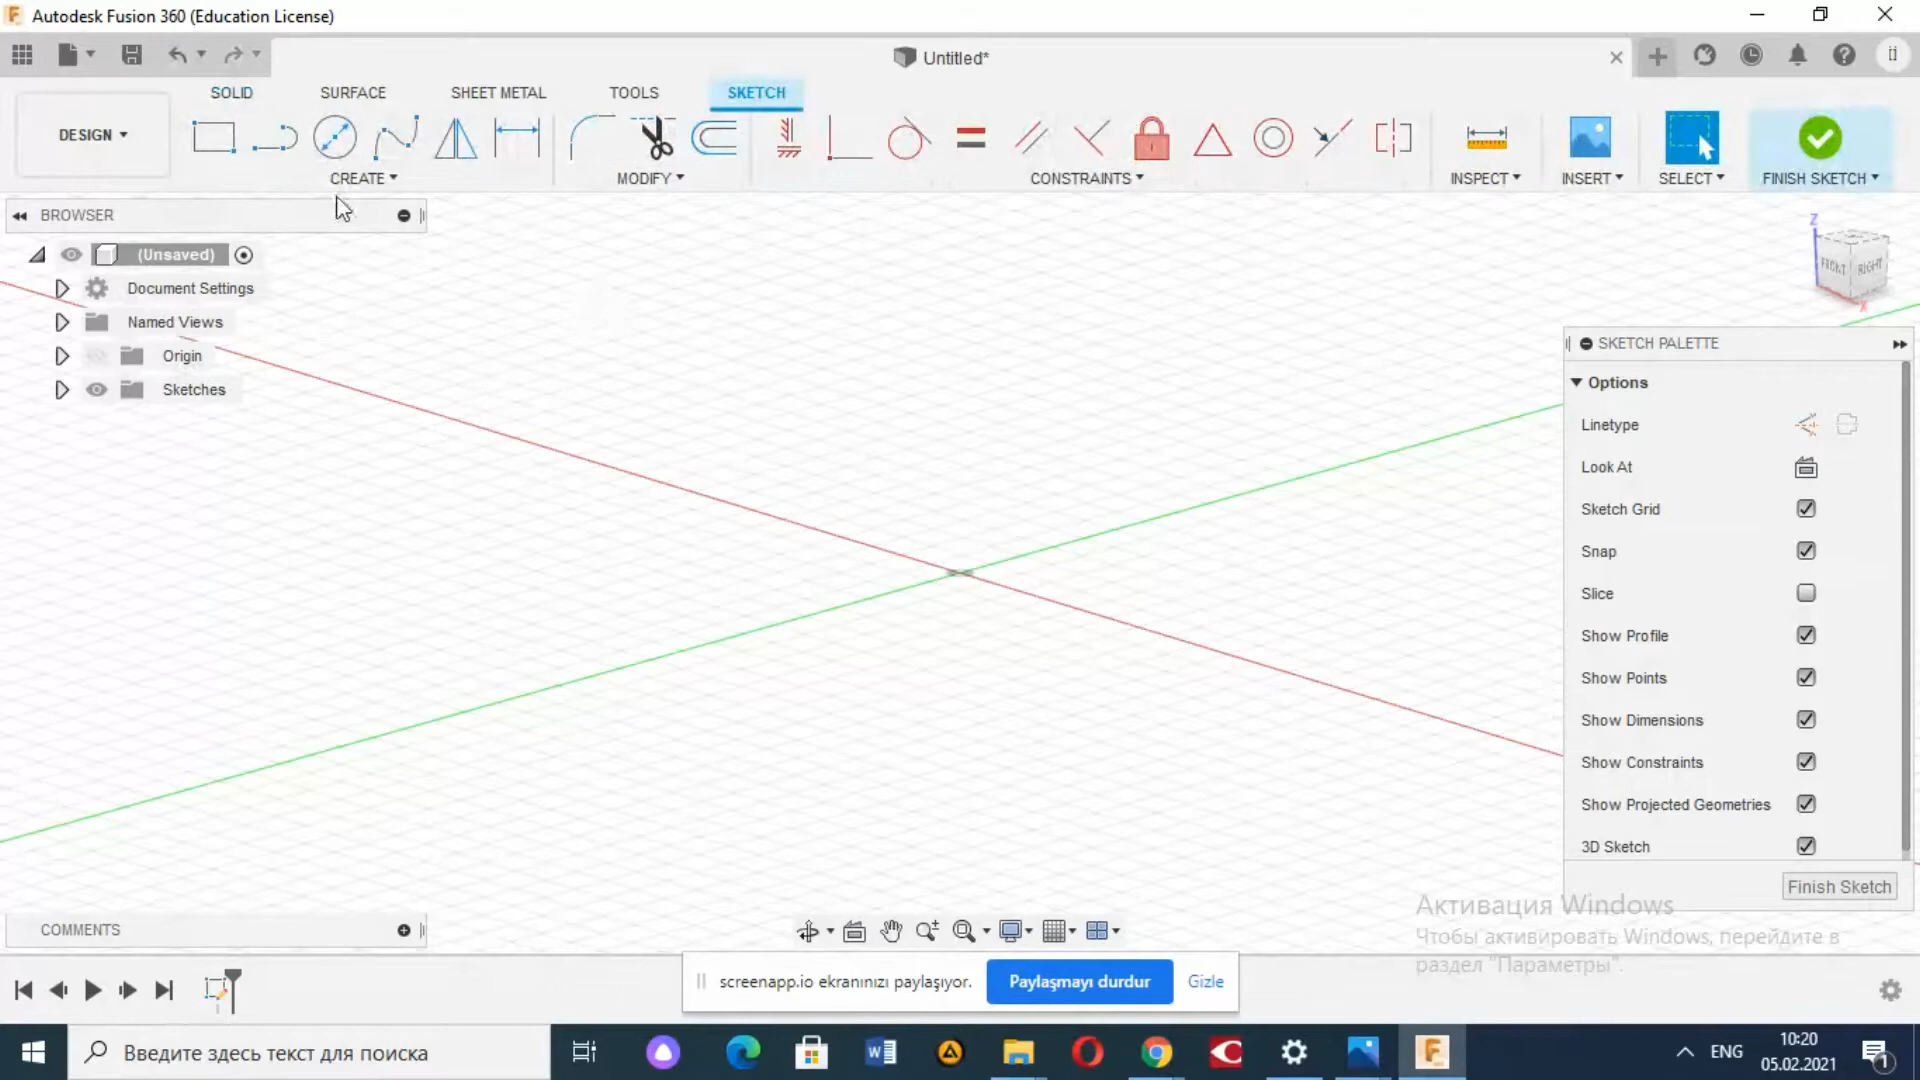 Autodesk Fusion 360 (Education License)
Untitled*
SOLID
SURFACE
SHEET METAL
TOOLS
SKETCH
DESIGN
CREATE
MODIFY
CONSTRAINTS
INSPECT
INSERT
SELECT
FINISH SKETCH
BROWSER
(Unsaved)
Document Settings
Named Views
Origin
Sketches
Z
FRONT
RIGHT
X
SKETCH PALETTE
Options
Linetype
Look At
Sketch Grid
Snap
Slice
Show Profile
Show Points
Show Dimensions
Show Constraints
Show Projected Geometries
3D Sketch
Finish Sketch
Активация Windows
Чтобы активировать Windows, перейдите в
раздел "Параметры".
COMMENTS
screenapp.io ekranınızı paylaşıyor.
Paylaşmayı durdur
Gizle
Введите здесь текст для поиска
ENG
10:20
05.02.2021
1